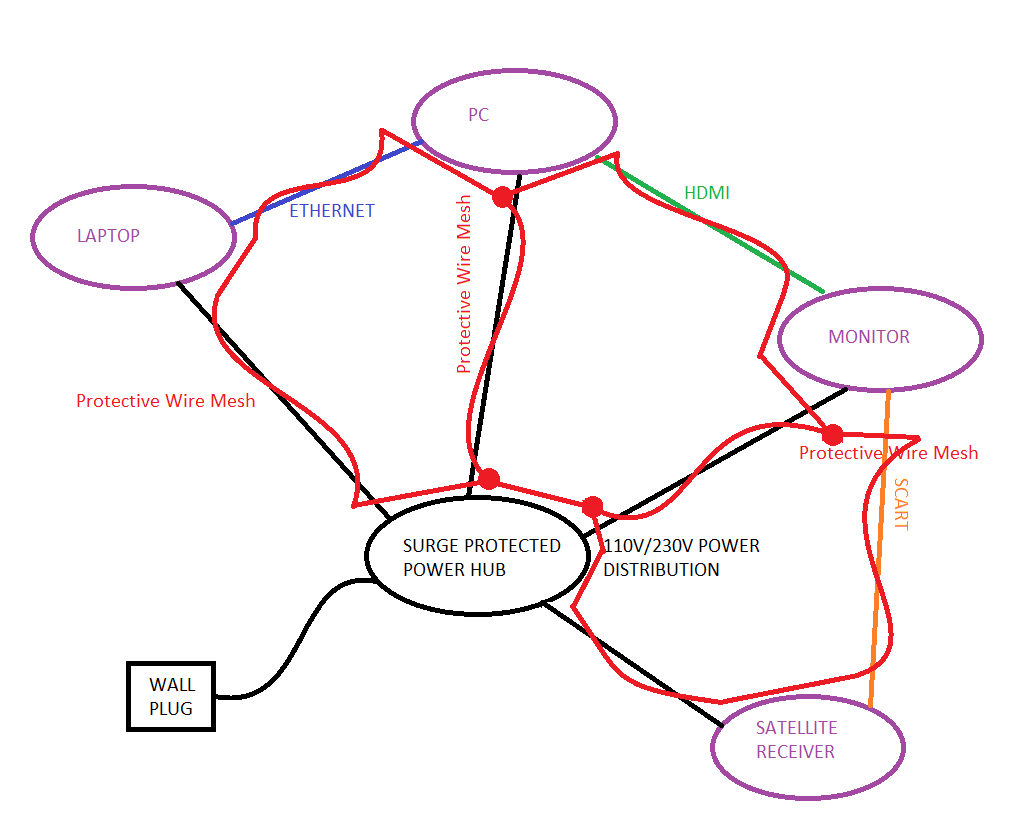 PC
HDMI
ETHERNET
LAPTOP
Protective Wire Mesh
MONITOR
Protective Wire Mesh
Protective Wire Mesh
SCART
SURGE PROTECTED
POWER HUB
110V/230V POWER
DISTRIBUTION
WALL
PLUG
SATELLITE
RECEIVER